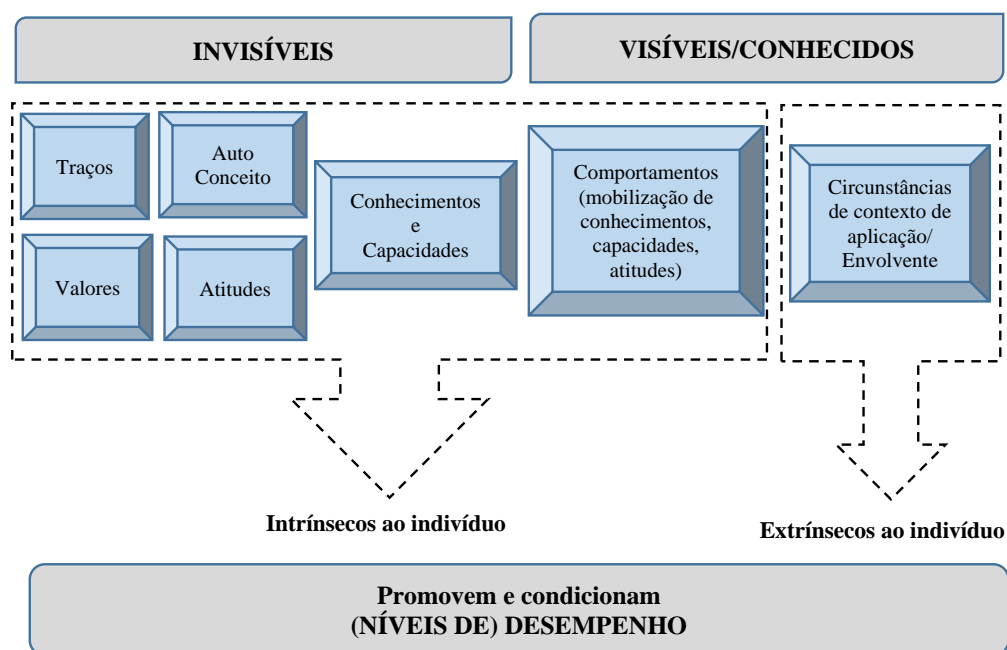 INVISÍVEIS
VISÍVEIS/CONHECIDOS
Traços
Auto
Conceito
Valores
Atitudes
Conhecimentos
e
Capacidades
Comportamentos
(mobilização de
conhecimentos,
capacidades,
atitudes)
Circunstâncias
de contexto de
aplicação/
Envolvente
Intrínsecos ao indivíduo
Extrínsecos ao indivíduo
Promovem e condicionam
(NÍVEIS DE) DESEMPENHO